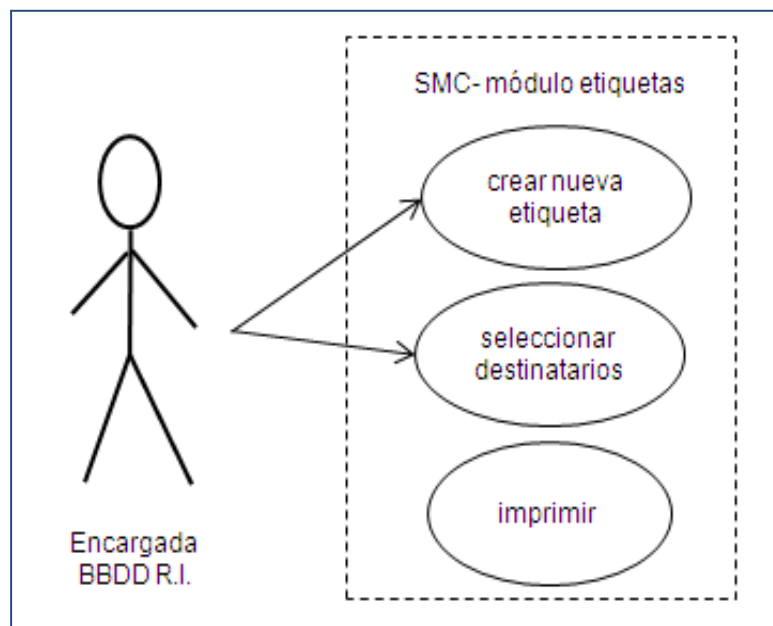 SMC- módulo etiquetas
crear nueva
etiqueta
seleccionar
destinatarios
imprimir
Encargada
BBDD R.I.